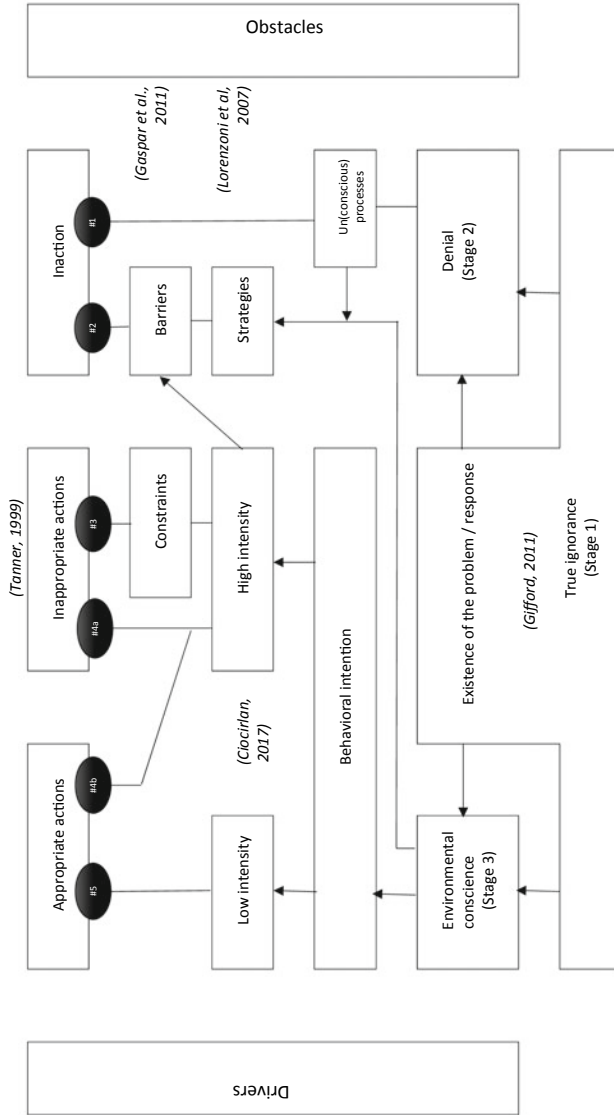 (Tanner, 1999)
Appropriate actions
Inappropriate actions
Inaction
#5
#4b
#4a
#3
#2
#1
Constraints
Barriers
(Gaspar et al.,
2011)
Low intensity
(Ciocirlan,
2017)
High intensity
Strategies
(Lorenzoni et al,
2007)
Behavioral intention
Un(conscious)
processes
Environmental
conscience
(Stage 3)
Existence of the problem / response
Denial
(Stage 2)
(Gifford, 2011)
True ignorance
(Stage 1)
Drivers
Obstacles